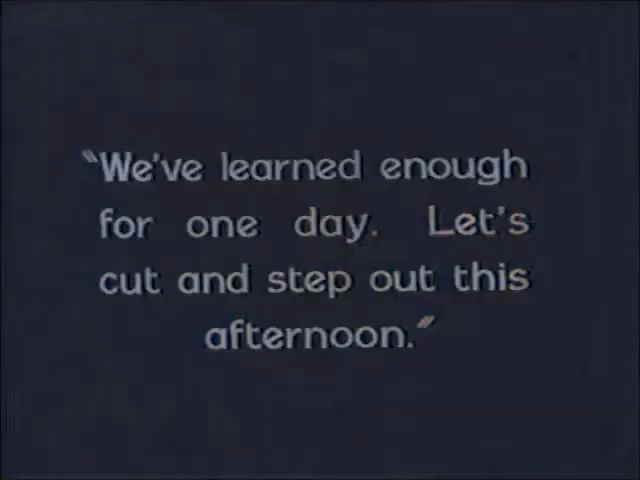 "We've learned enough
for one day. Let's
cut and step out this
afternoon."